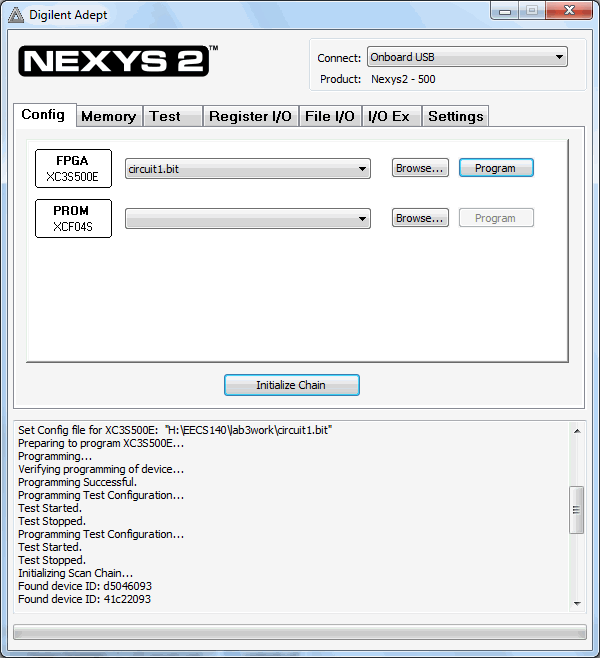 Digilent Adept
NEXYS 2™
Connect: Onboard USB
Product: Nexys2 - 500
Config Memory Test Register I/O File I/O I/O Ex Settings
FPGA
XC3S500E
circuit1.bit
Browse... Program
PROM
XCF04S
Browse... Program
Initialize Chain
Set Config file for XC3S500E: "H:\EECS140\lab3work\circuit1.bit"
Preparing to program XC3S500E...
Programming...
Verifying programming of device...
Programming Successful.
Programming Test Configuration...
Test Started.
Test Stopped.
Programming Test Configuration...
Test Started.
Test Stopped.
Initializing Scan Chain...
Found device ID: d5046093
Found device ID: 41c22093